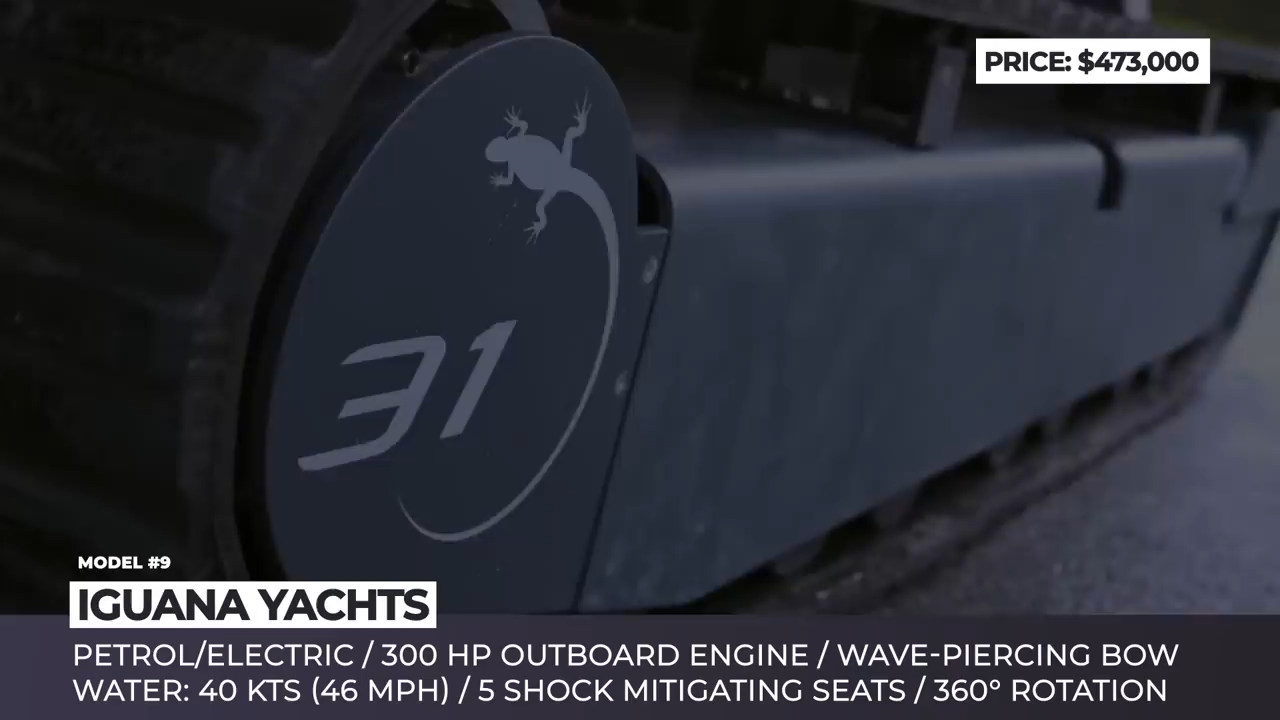 PRICE: $473,000
31
MODEL #9
IGUANA YACHTS
PETROL/ELECTRIC / 300 HP OUTBOARD ENGINE / WAVE-PIERCING BOW
WATER: 40 KTS (46 MPH) / 5 SHOCK MITIGATING SEATS / 360° ROTATION